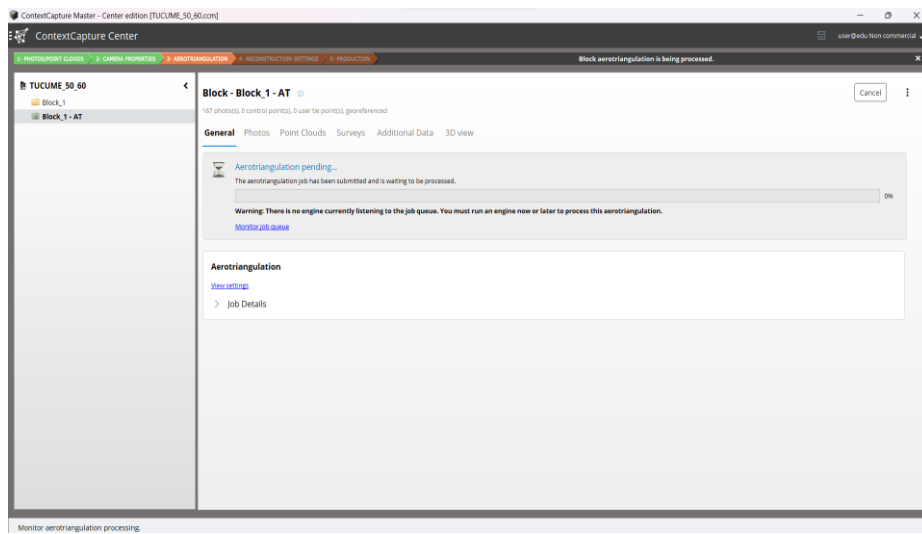 ContextCapture Master - Center edition [TUCUME_50_60.ccm]
ContextCapture Center
user@edu Non commercial
1- PHOTOS/POINT CLOUDS 2- CAMERA PROPERTIES 3- AEROTRIANGULATION 4- RECONSTRUCTION SETTINGS 5- PRODUCTION
Block aerotriangulation is being processed.
TUCUME_50_60
Block_1
Block_1 - AT
Block - Block_1 - AT
Cancel
167 photo(s), 0 control point(s), 0 user tie point(s), georeferenced
General Photos Point Clouds Surveys Additional Data 3D view
Aerotriangulation pending...
The aerotriangulation job has been submitted and is waiting to be processed.
0%
Warning: There is no engine currently listening to the job queue. You must run an engine now or later to process this aerotriangulation.
Monitor job queue
Aerotriangulation
View settings
Job Details
Monitor aerotriangulation processing.